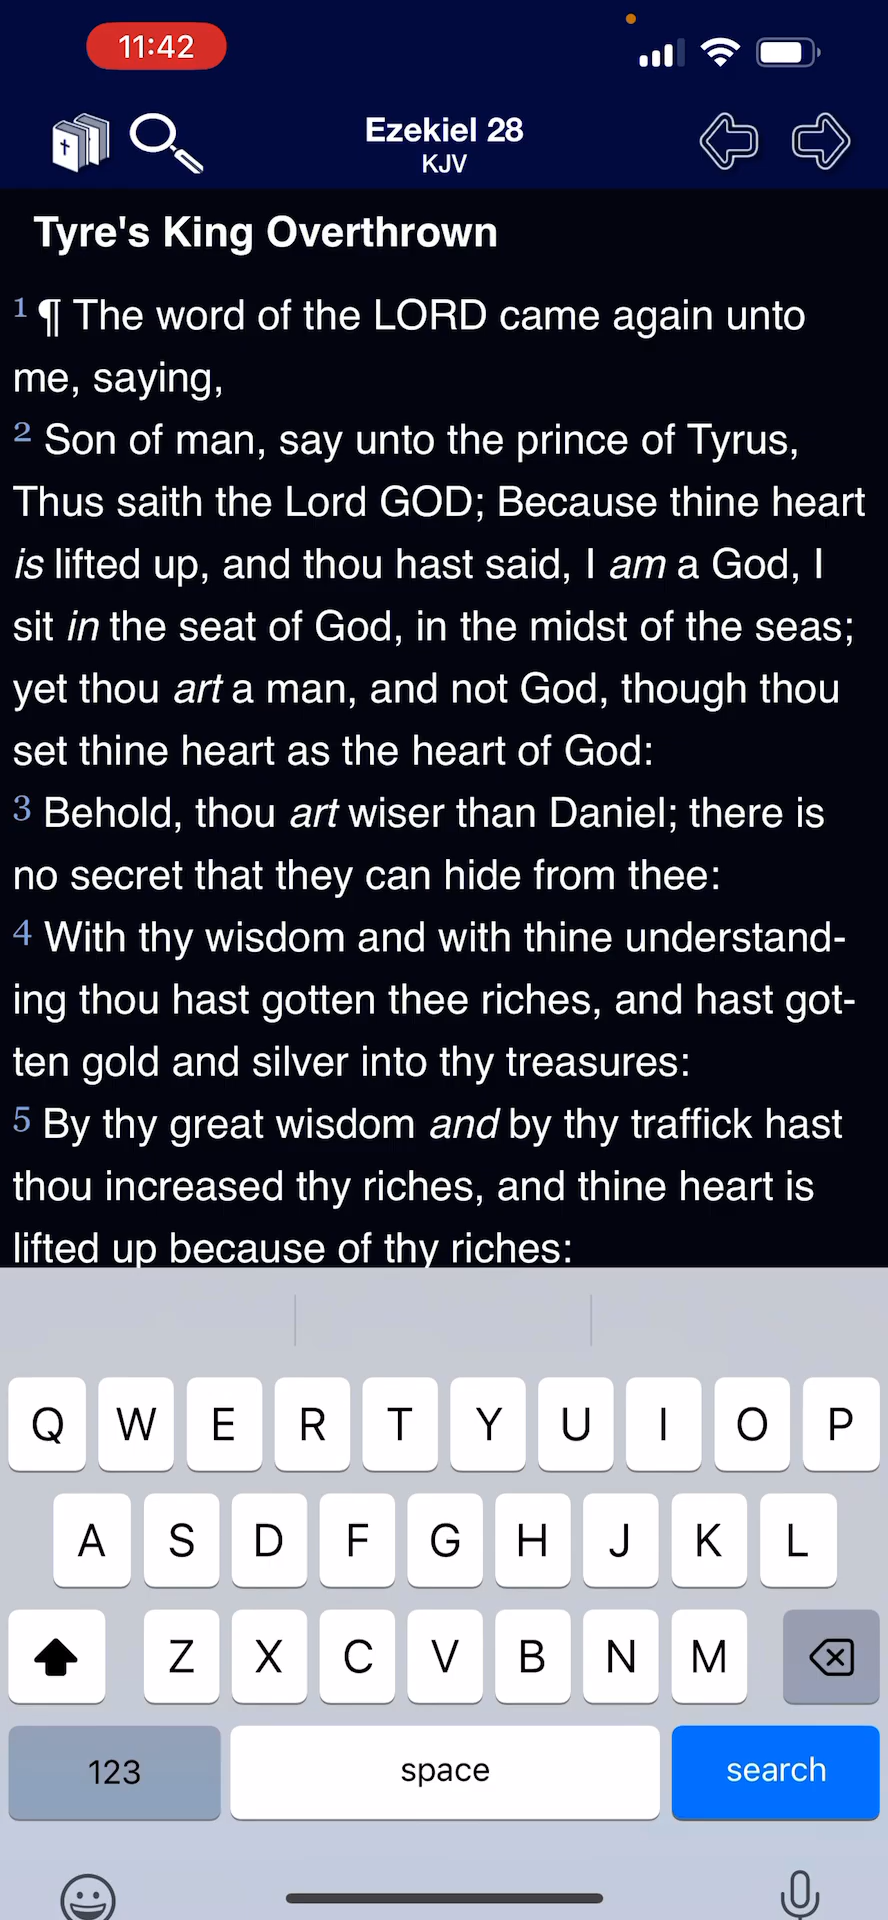 11:42
Ezekiel 28
KJV
Tyre's King Overthrown
1 ¶ The word of the LORD came again unto
me, saying,
2 Son of man, say unto the prince of Tyrus,
Thus saith the Lord GOD; Because thine heart
is lifted up, and thou hast said, I am a God, I
sit in the seat of God, in the midst of the seas;
yet thou art a man, and not God, though thou
set thine heart as the heart of God:
3 Behold, thou art wiser than Daniel; there is
no secret that they can hide from thee:
4 With thy wisdom and with thine understand-
ing thou hast gotten thee riches, and hast got-
ten gold and silver into thy treasures:
5 By thy great wisdom and by thy traffick hast
thou increased thy riches, and thine heart is
lifted up because of thy riches:
Q W E R T Y U I O P
A S D F G H J K L
Z X C V B N M
123 space search